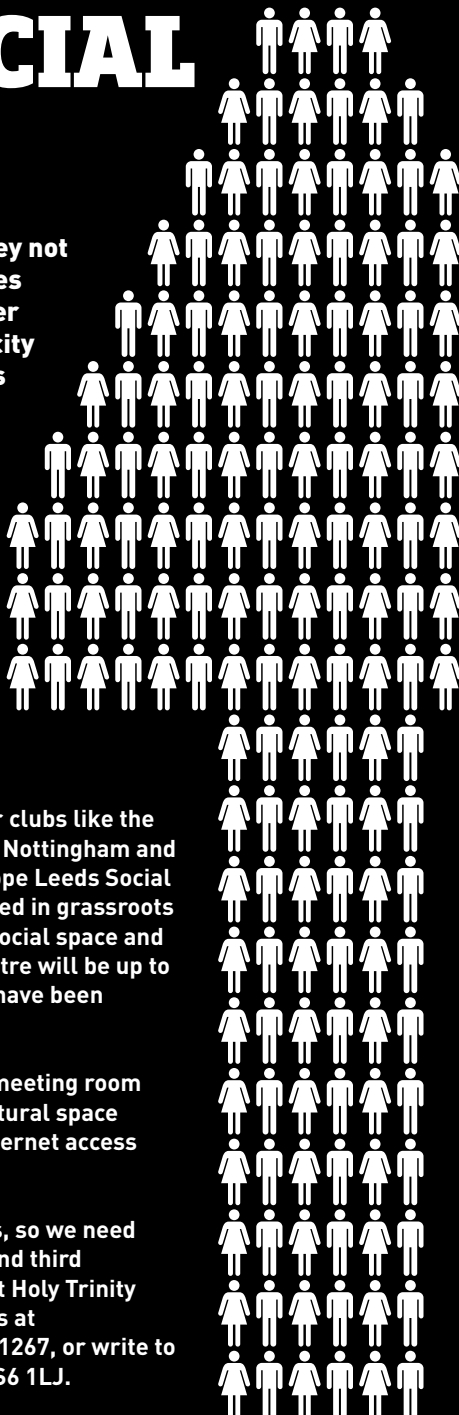 CIAL
ey not
es
er
city
s
r clubs like the
Nottingham and
ope Leeds Social
ed in grassroots
ocial space and
tre will be up to
have been
meeting room
tural space
ernet access
s, so we need
nd third
t Holy Trinity
s at
1267, or write to
S6 1LJ.